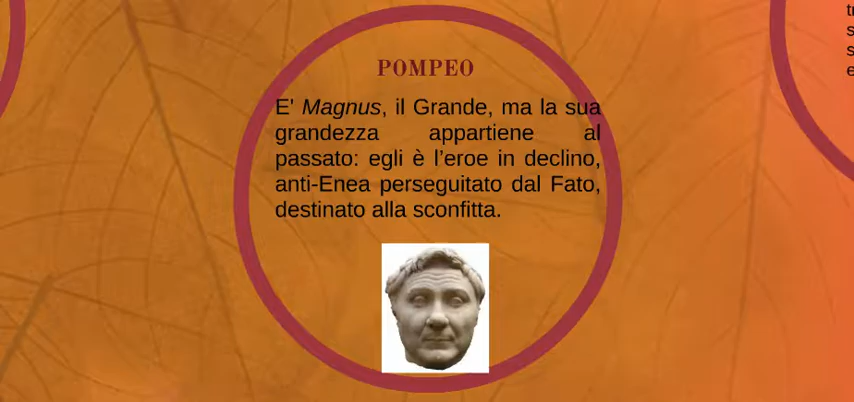 POMPEO
E' Magnus, il Grande, ma la sua
grandezza appartiene al
passato: egli è l’eroe in declino,
anti-Enea perseguitato dal Fato,
destinato alla sconfitta.